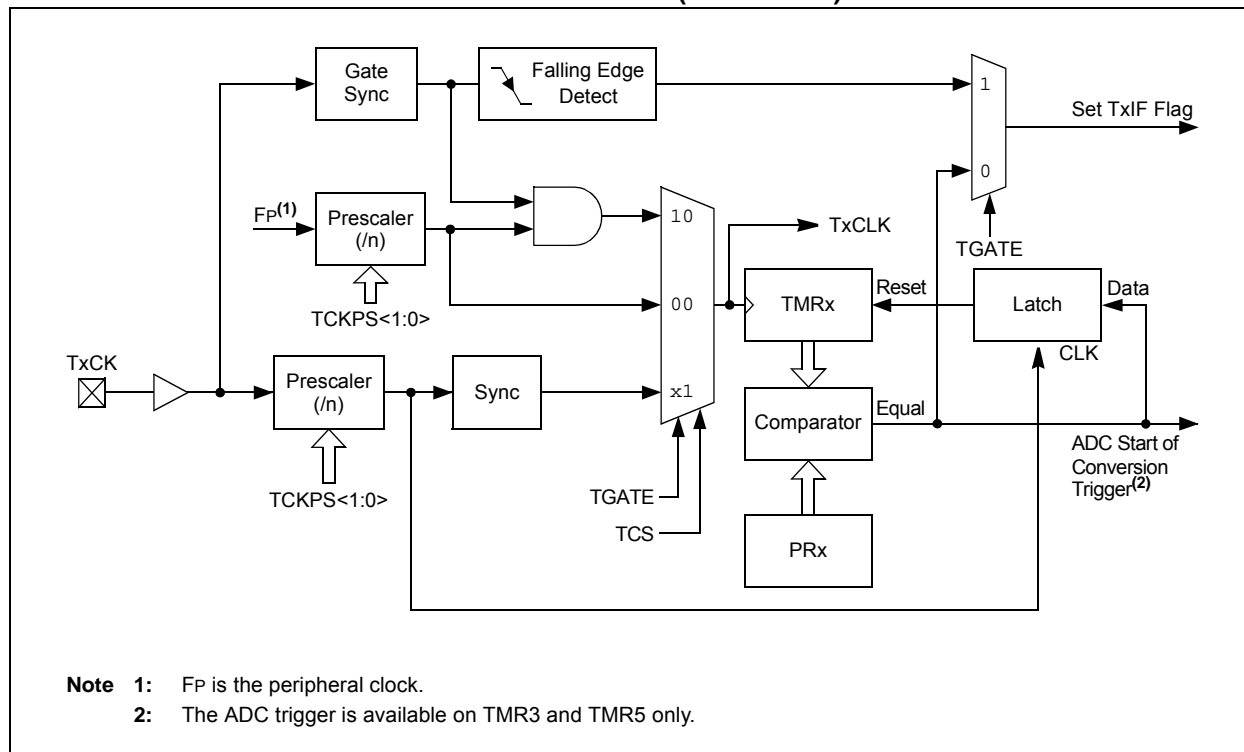 Gate
Sync
Falling Edge
Detect
1
0
Set TxIF Flag
FP(1)
Prescaler
(/n)
TCKPS<1:0>
10
00
x1
TxCLK
TGATE
TMRx
Reset
Latch
Data
CLK
TxCK
Prescaler
(/n)
TCKPS<1:0>
Sync
Comparator
Equal
ADC Start of
Conversion
Trigger(2)
TGATE
TCS
PRx
Note 1: FP is the peripheral clock.
2: The ADC trigger is available on TMR3 and TMR5 only.